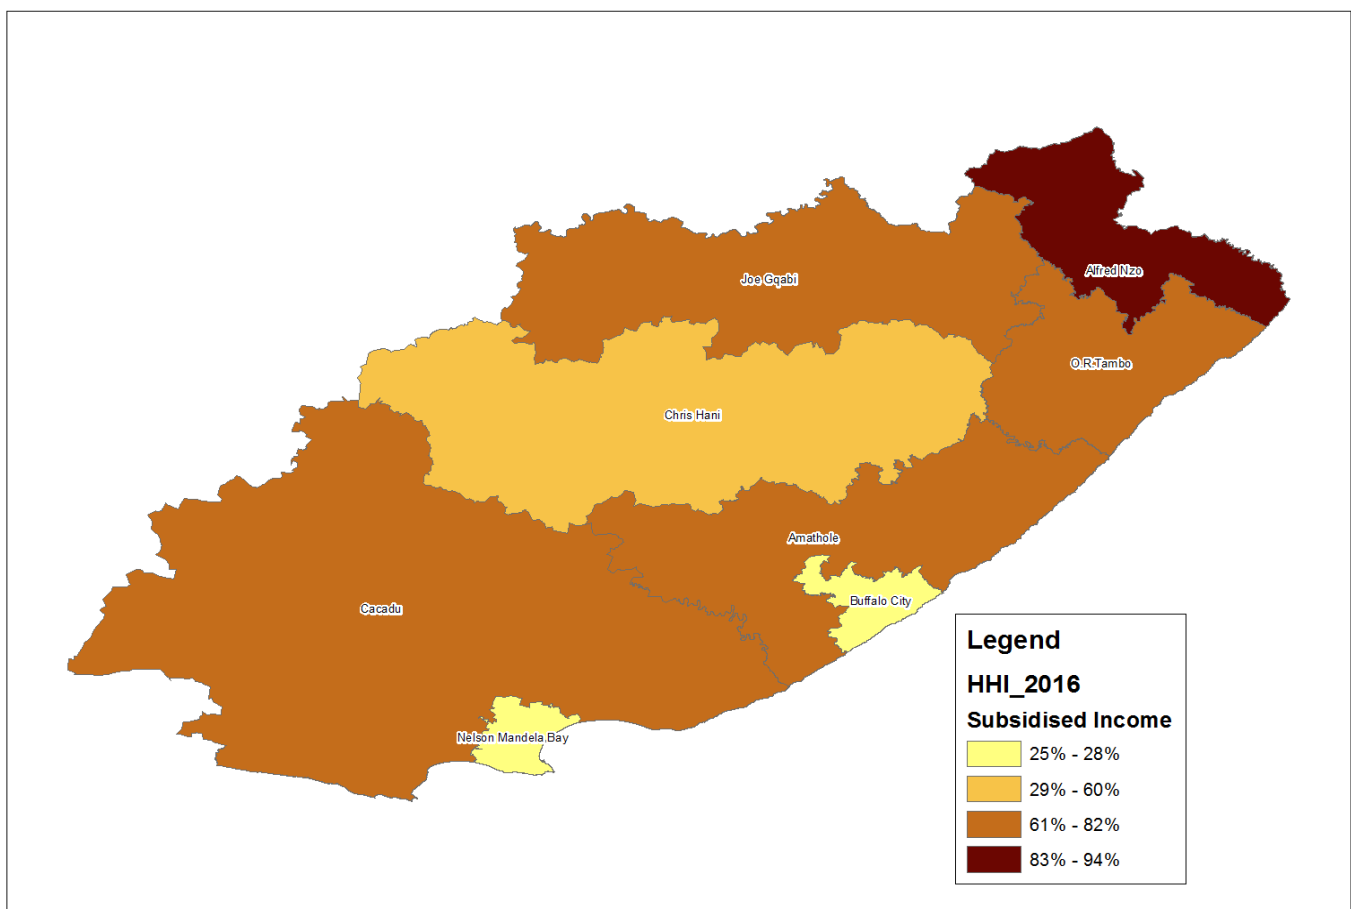 Alfred Nzo
Joe Gqabi
O.R.Tambo
Chris Hani
Amathole
Buffalo City
Cacadu
Nelson Mandela Bay
Legend
HHI_2016
Subsidised Income
25% - 28%
29% - 60%
61% - 82%
83% - 94%